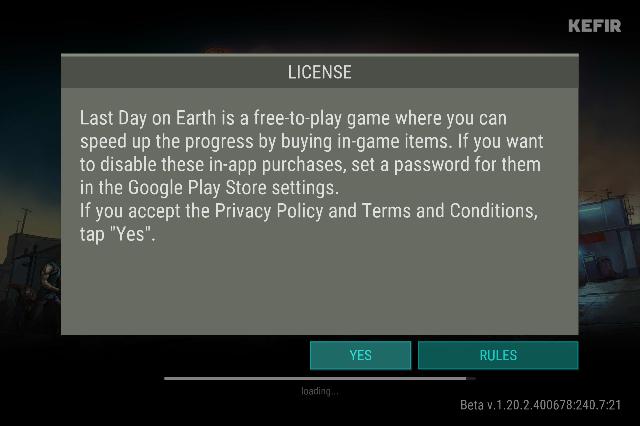 KEFIR
LICENSE
Last Day on Earth is a free-to-play game where you can
speed up the progress by buying in-game items. If you want
to disable these in-app purchases, set a password for them
in the Google Play Store settings.
If you accept the Privacy Policy and Terms and Conditions,
tap "Yes".
YES
RULES
loading...
Beta v.1.20.2.400678:240.7:21